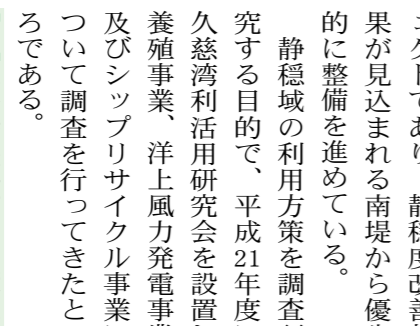 クトであり、静穏度改善
果が見込まれる南堤から優
的に整備を進めている。
静穏域の利用方策を調査
究する目的で、平成21年度
久慈湾利活用研究会を設置
養殖事業、洋上風力発電事業
及びシップリサイクル事業
ついて調査を行ってきたと
ろである。